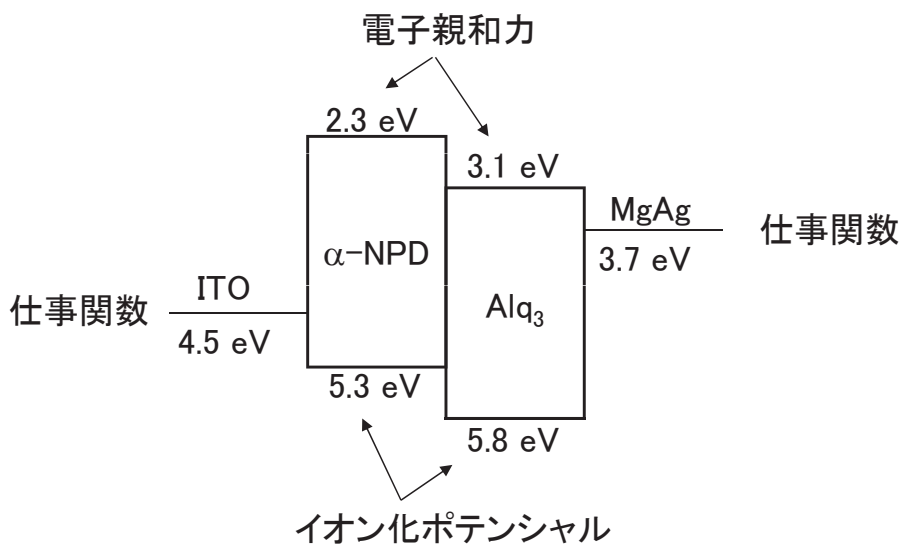 電子親和力
2.3 eV
3.1 eV
MgAg
仕事関数
3.7 eV
α-NPD
ITO
Alq₃
仕事関数
4.5 eV
5.3 eV
5.8 eV
イオン化ポテンシャル